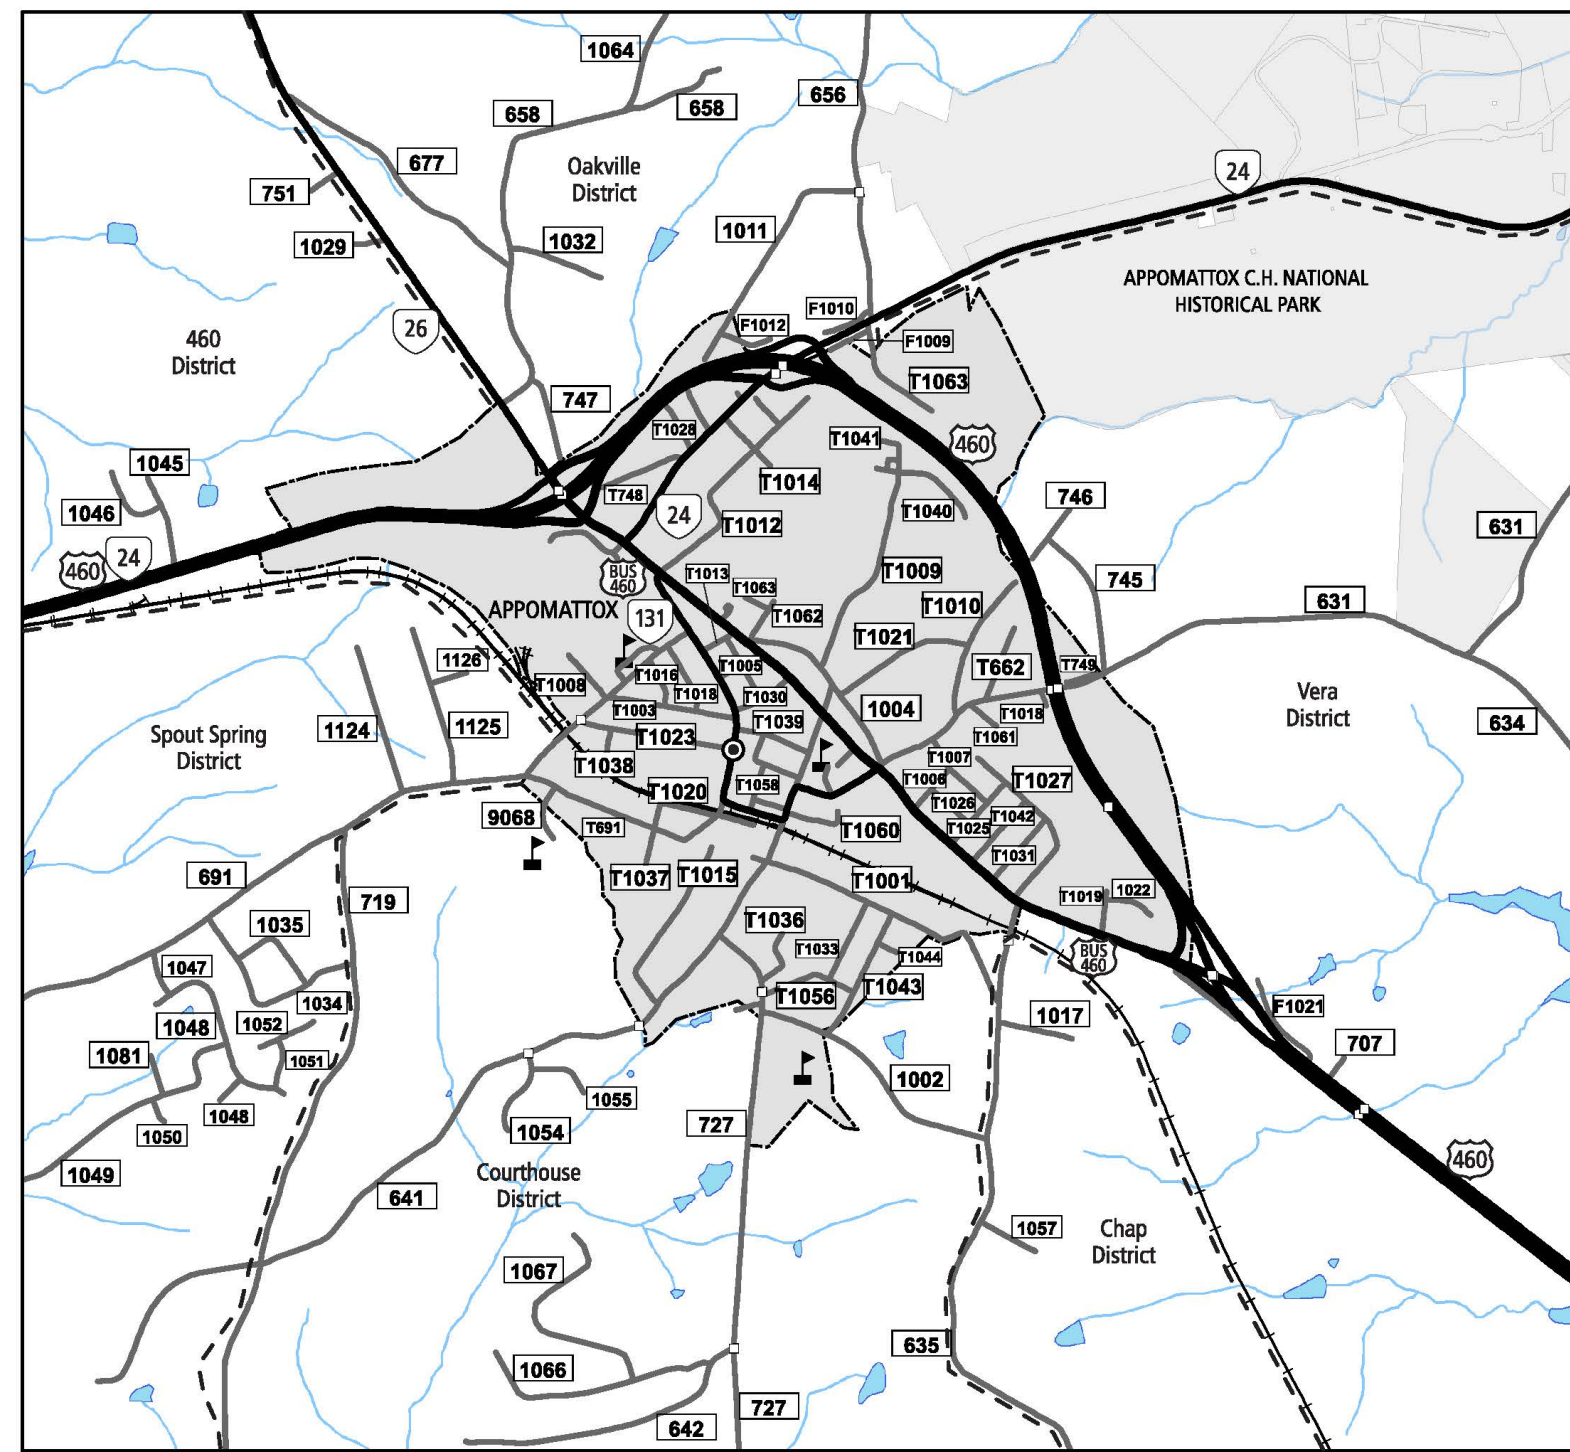 1064
658
658
656
677
Oakville
District
751
24
1011
1032
1029
APPOMATTOX C.H. NATIONAL
HISTORICAL PARK
F1010
26
F1012
460
District
F1009
T1063
747
T1028
T1041
460
1045
T1014
T748
746
1046
24
T1012
T1040
631
460
24
BUS
460
T1013
T1009
745
T1063
T1010
631
APPOMATTOX
131
T1062
T1021
1126
T1005
T749
T1016
T662
T1008
T1018
T1030
Vera
District
T1003
1004
T1018
1124
1125
T1039
634
Spout Spring
District
T1023
T1061
T1007
T1038
T1006
T1027
T1058
T1020
T1026
9068
T1042
T691
T1060
T1025
T1031
691
T1037
T1015
T1001
1022
719
T1019
1035
T1036
T1033
T1044
BUS
460
1047
T1043
T1056
1034
F1021
1048
1052
1017
707
1081
1051
1002
1048
1055
1050
1054
727
460
1049
Courthouse
District
641
1057
Chap
District
1067
635
1066
727
642